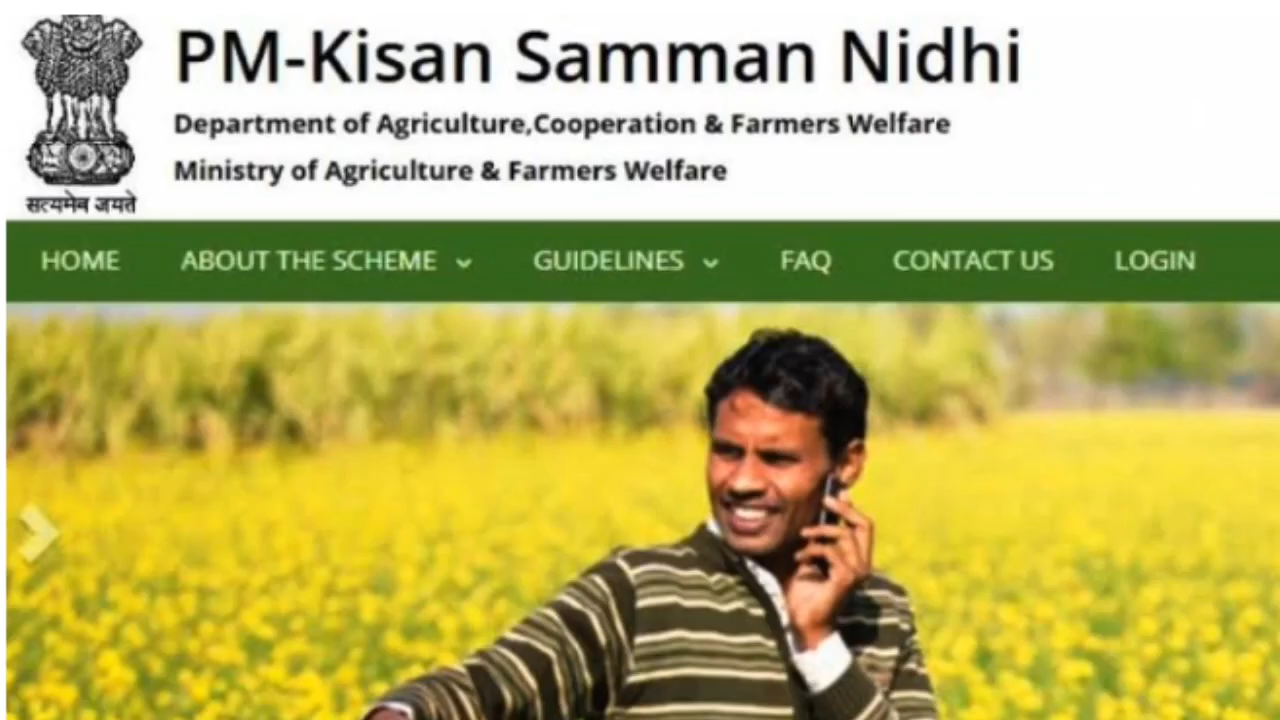 PM-Kisan Samman Nidhi
Department of Agriculture,Cooperation & Farmers Welfare
Ministry of Agriculture & Farmers Welfare
सत्यमेव जयते
HOME ABOUT THE SCHEME GUIDELINES FAQ CONTACT US LOGIN